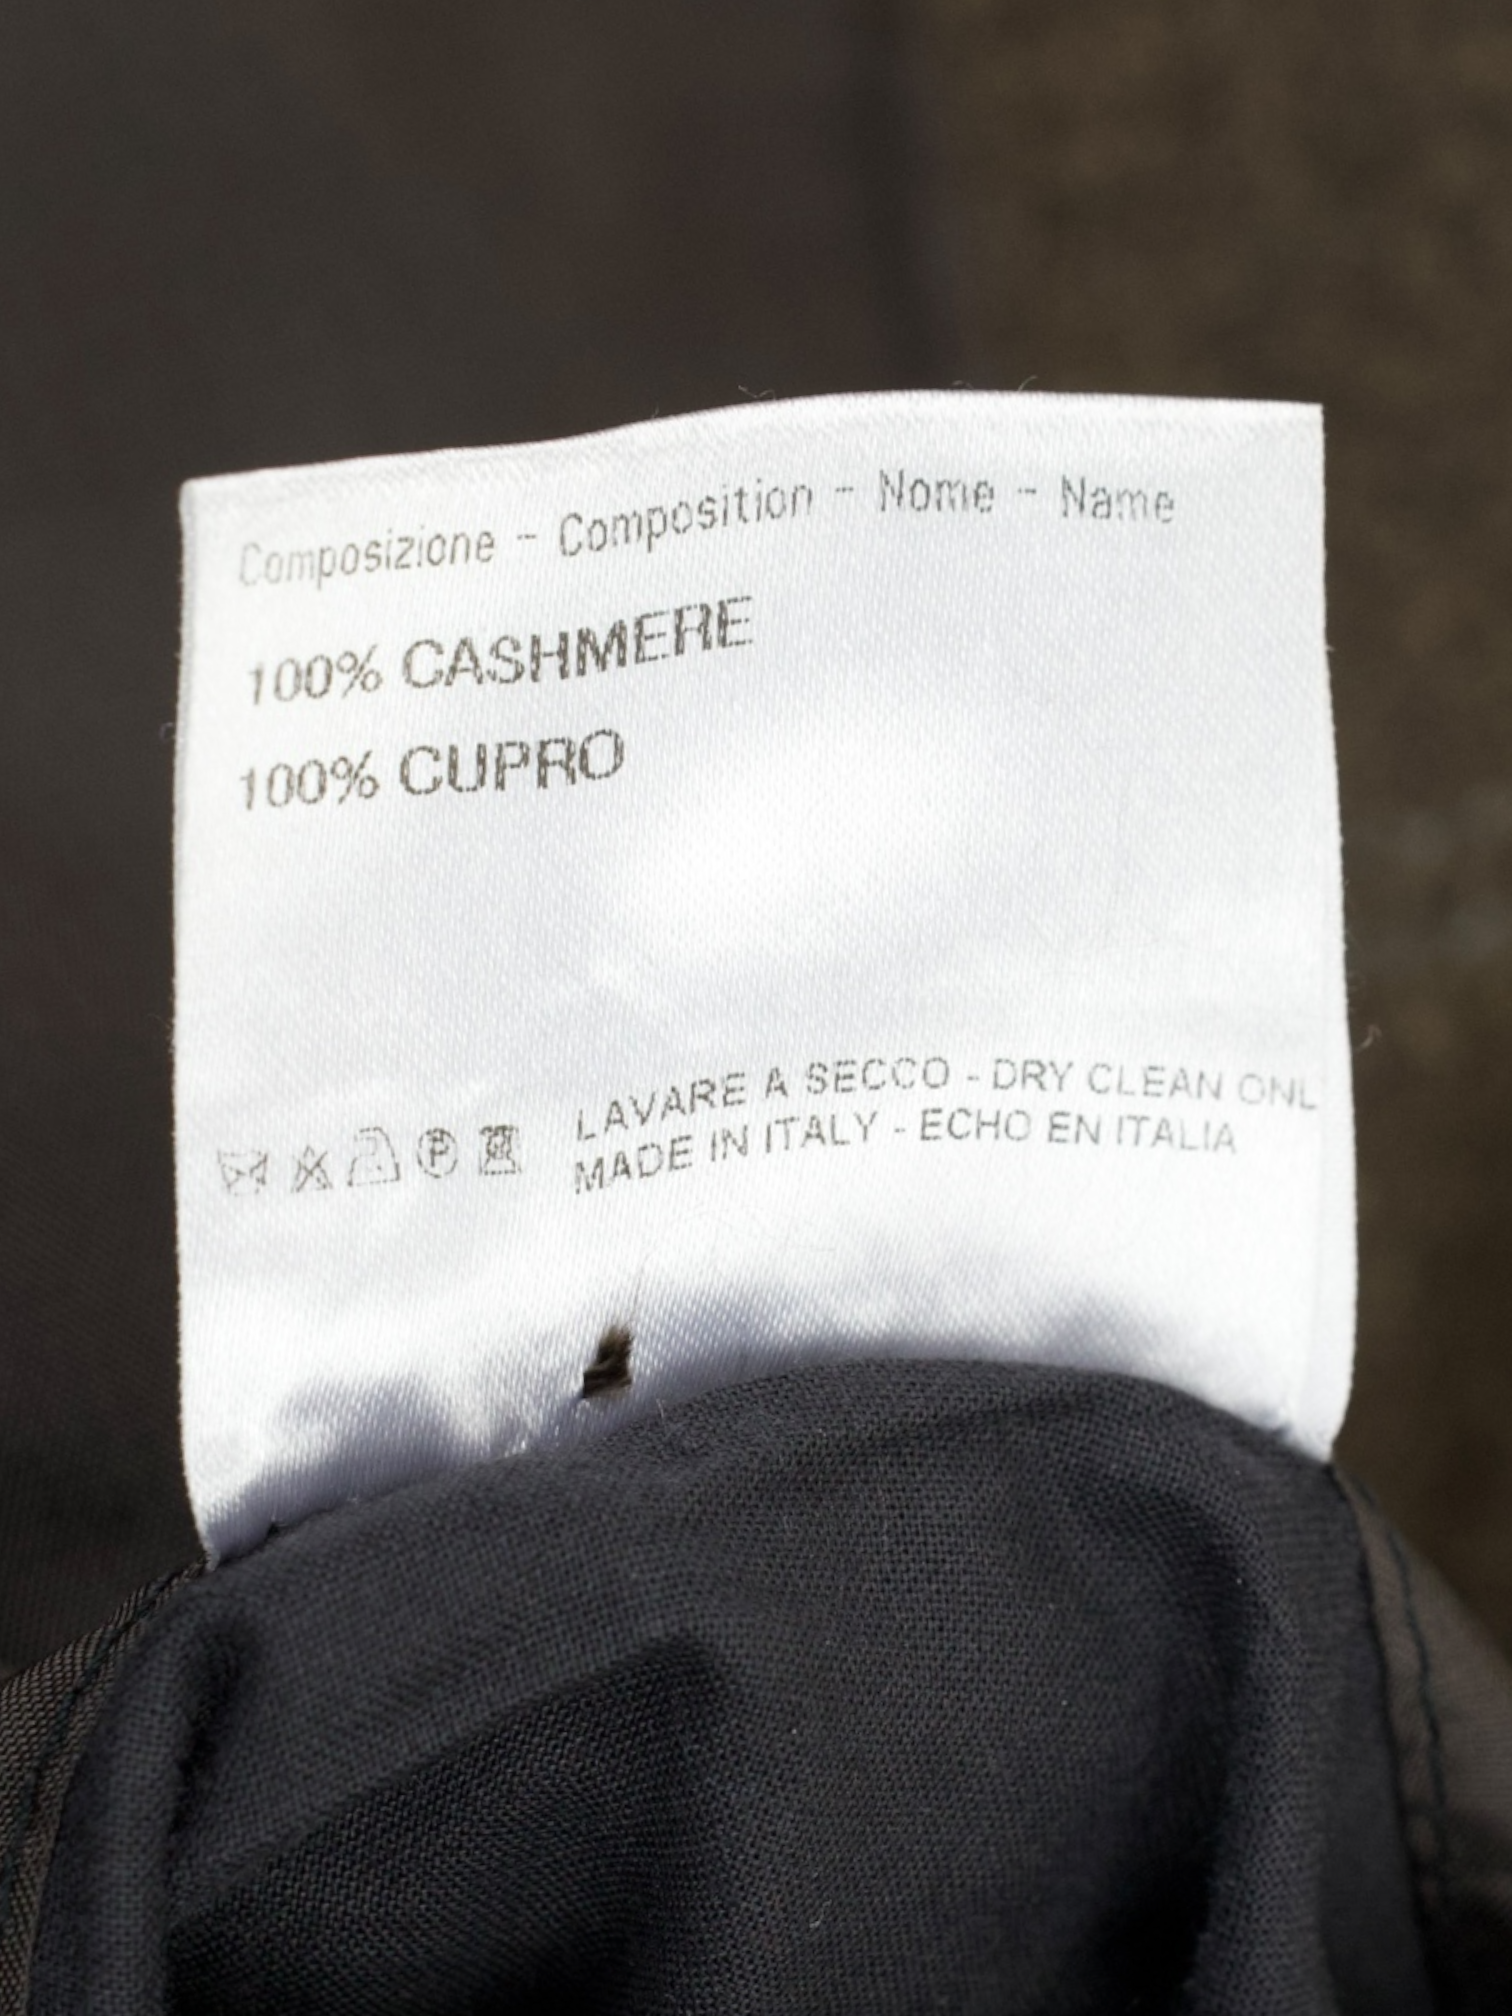 Composizione - Composition - Nome - Name
100% CASHMERE
100% CUPRO
LAVARE A SECCO - DRY CLEAN ONL
MADE IN ITALY - ECHO EN ITALIA